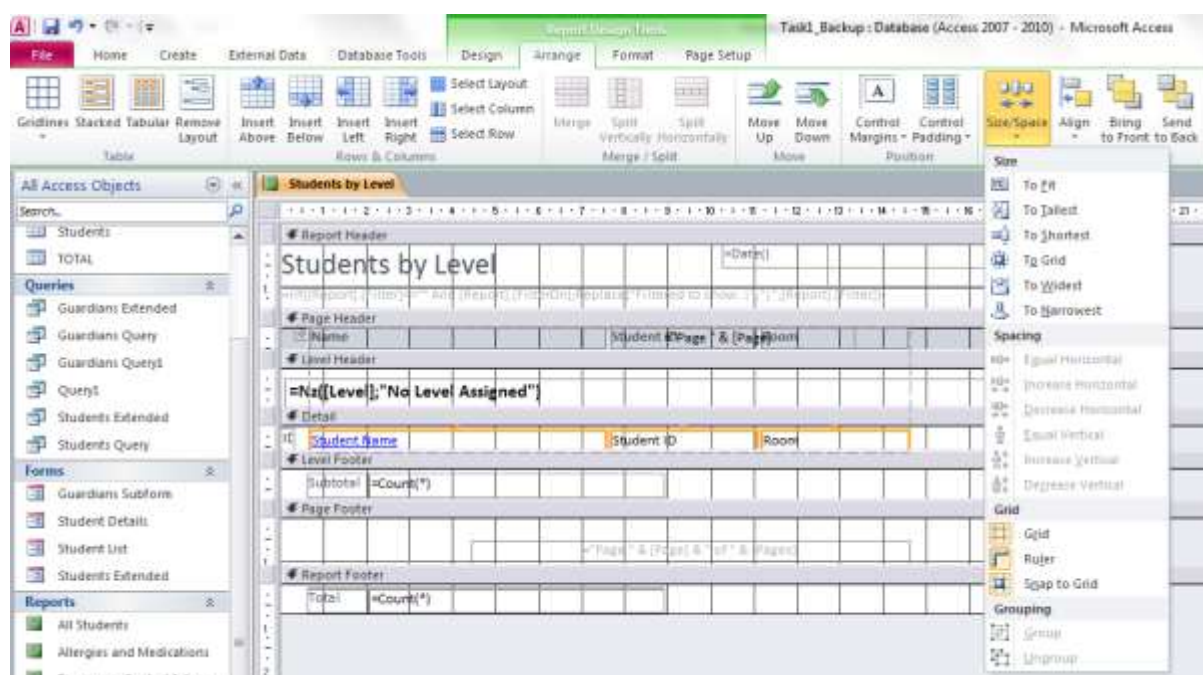 Report Design Tools
Task1_Backup : Database (Access 2007 - 2010) - Microsoft Access
File Home Create External Data Database Tools Design Arrange Format Page Setup
Gridlines Stacked Tabular Remove Layout
Insert Above Insert Below Insert Left Insert Right
Select Layout
Select Column
Select Row
Merge Split Vertically Split Horizontally
Move Up Move Down
Control Margins Control Padding
Size/Space Align Bring to Front Send to Back
Table Rows & Columns Merge / Split Move Position
All Access Objects
Search..
Students
TOTAL
Queries
Guardians Extended
Guardians Query
Guardians Query1
Query1
Students Extended
Students Query
Forms
Guardians Subform
Student Details
Student List
Students Extended
Reports
All Students
Allergies and Medications
Students by Level
Report Header
Students by Level
=Date()
Page Header
Name Student ="Page " & [Page] Room
Level Header
=Nz([Level];"No Level Assigned")
Detail
ID Student Name Student ID Room
Level Footer
Subtotal =Count(*)
Page Footer
="Page " & [Page] & " of " & [Pages]
Report Footer
Total =Count(*)
Size
To Fit
To Tallest
To Shortest
To Grid
To Widest
To Narrowest
Spacing
Equal Horizontal
Increase Horizontal
Decrease Horizontal
Equal Vertical
Increase Vertical
Decrease Vertical
Grid
Grid
Ruler
Snap to Grid
Grouping
Group
Ungroup